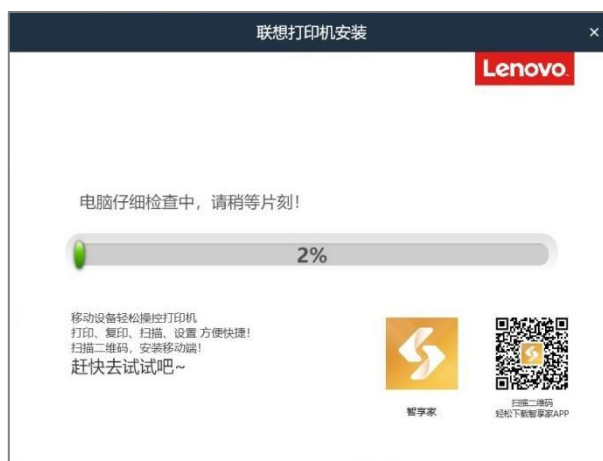 联想打印机安装
×
Lenovo.
电脑仔细检查中，请稍等片刻！
2%
移动设备轻松操控打印机
打印、复印、扫描、设置 方便快捷！
扫描二维码，安装移动端！
赶快去试试吧~
智享家
扫描二维码
轻松下载智享家APP